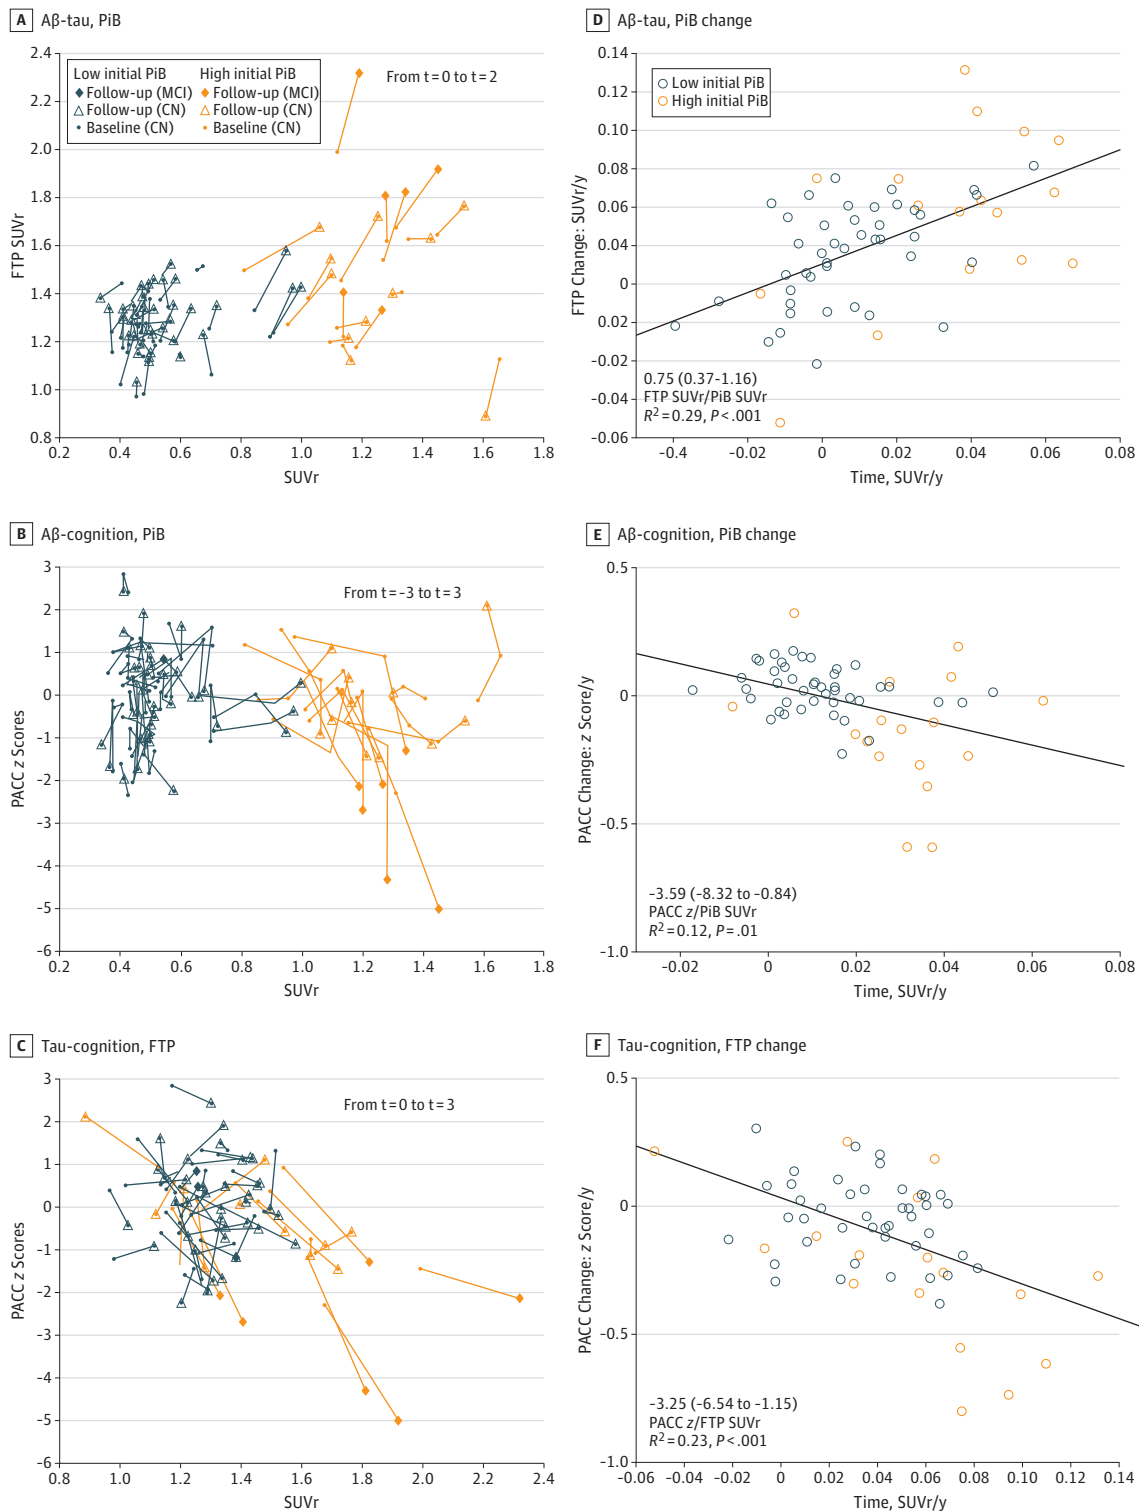 A Aβ-tau, PiB
2.4
2.2
2.0
1.8
1.6
1.4
1.2
1.0
0.8
FTP SUVr
Low initial PiB
Follow-up (MCI)
Follow-up (CN)
Baseline (CN)
High initial PiB
Follow-up (MCI)
Follow-up (CN)
Baseline (CN)
From t=0 to t=2
0.2 0.4 0.6 0.8 1.0 1.2 1.4 1.6 1.8
SUVr
D Aβ-tau, PiB change
0.14
0.12
0.10
0.08
0.06
0.04
0
0.02
-0.02
-0.04
-0.06
FTP Change: SUVr/y
Low initial PiB
High initial PiB
0.75 (0.37-1.16)
FTP SUVr/PiB SUVr
R2=0.29, P<.001
-0.4 -0.02 0 0.02 0.04 0.06 0.08
Time, SUVr/y
B Aβ-cognition, PiB
3
2
1
0
-1
-2
-3
-4
-5
-6
PACC z Scores
From t=-3 to t=3
0.2 0.4 0.6 0.8 1.0 1.2 1.4 1.6 1.8
SUVr
E Aβ-cognition, PiB change
0.5
0
-0.5
-1.0
PACC Change: z Score/y
-3.59 (-8.32 to -0.84)
PACC z/PiB SUVr
R2=0.12, P=.01
-0.02 0 0.02 0.04 0.06 0.08
Time, SUVr/y
C Tau-cognition, FTP
3
2
1
0
-1
-2
-3
-4
-5
-6
PACC z Scores
From t=0 to t=3
0.8 1.0 1.2 1.4 1.6 1.8 2.0 2.2 2.4
SUVr
F Tau-cognition, FTP change
0.5
0
-0.5
-1.0
PACC Change: z Score/y
-3.25 (-6.54 to -1.15)
PACC z/FTP SUVr
R2=0.23, P<.001
-0.06 -0.04 0.02 0 0.02 0.04 0.06 0.08 0.10 0.12 0.14
Time, SUVr/y